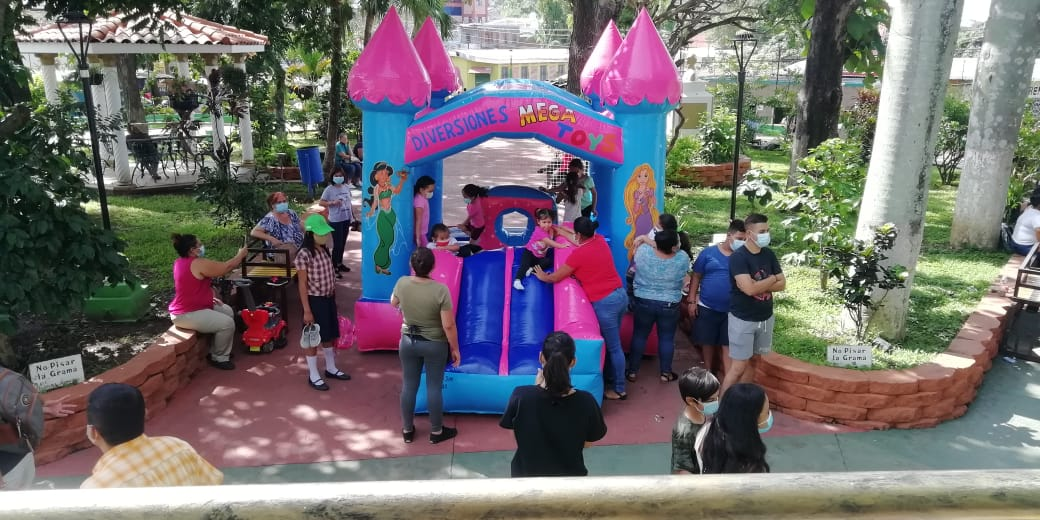 DIVERSIONES MEGA
TOYS
No Pisar
la Grama
No Pisar
la Grama